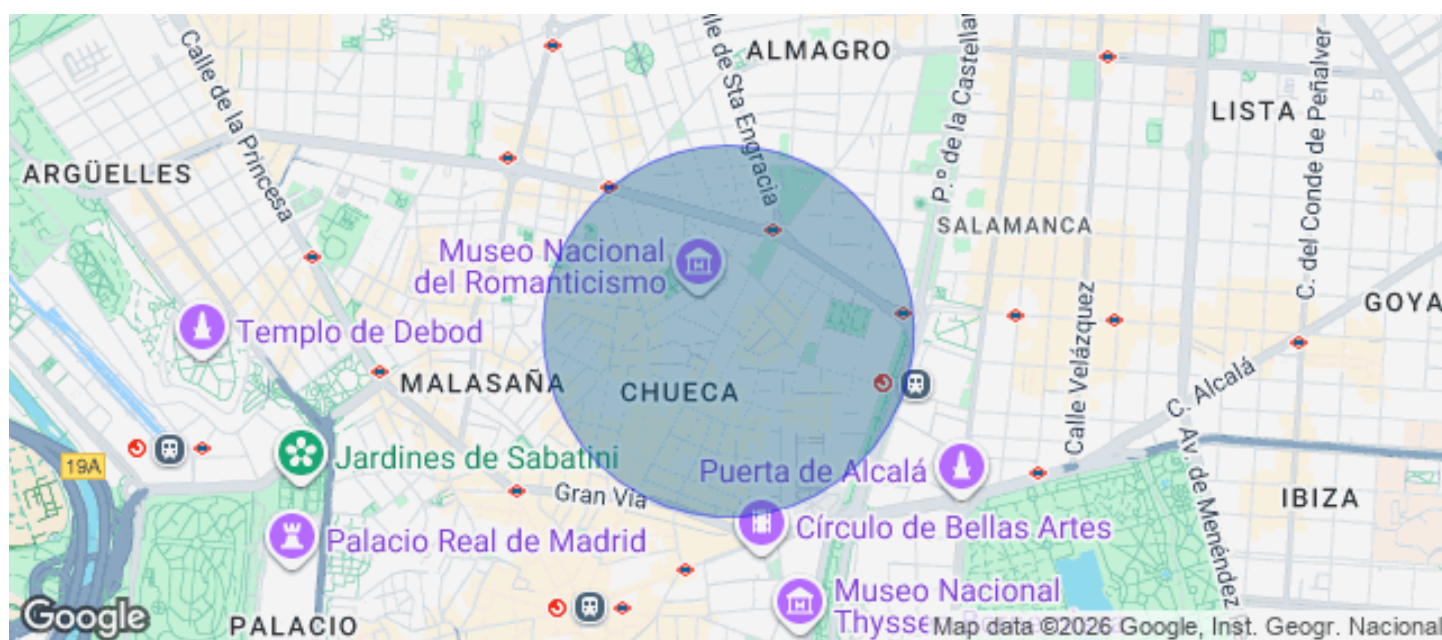 ALMAGRO
Calle de la Princesa
lle de Sta Engracia
P.º de la Castella
LISTA
C. del Conde de Peñalver
ARGÜELLES
SALAMANCA
Museo Nacional
del Romanticismo
GOYA
Templo de Debod
MALASAÑA
CHUECA
Calle Velázquez
C. Alcalá
19A
Jardines de Sabatini
Puerta de Alcalá
Gran Vía
C. Av. de Menéndez
IBIZA
Palacio Real de Madrid
Círculo de Bellas Artes
Museo Nacional
Thysse
Google
PALACIO
Map data ©2026 Google, Inst. Geogr. Nacional